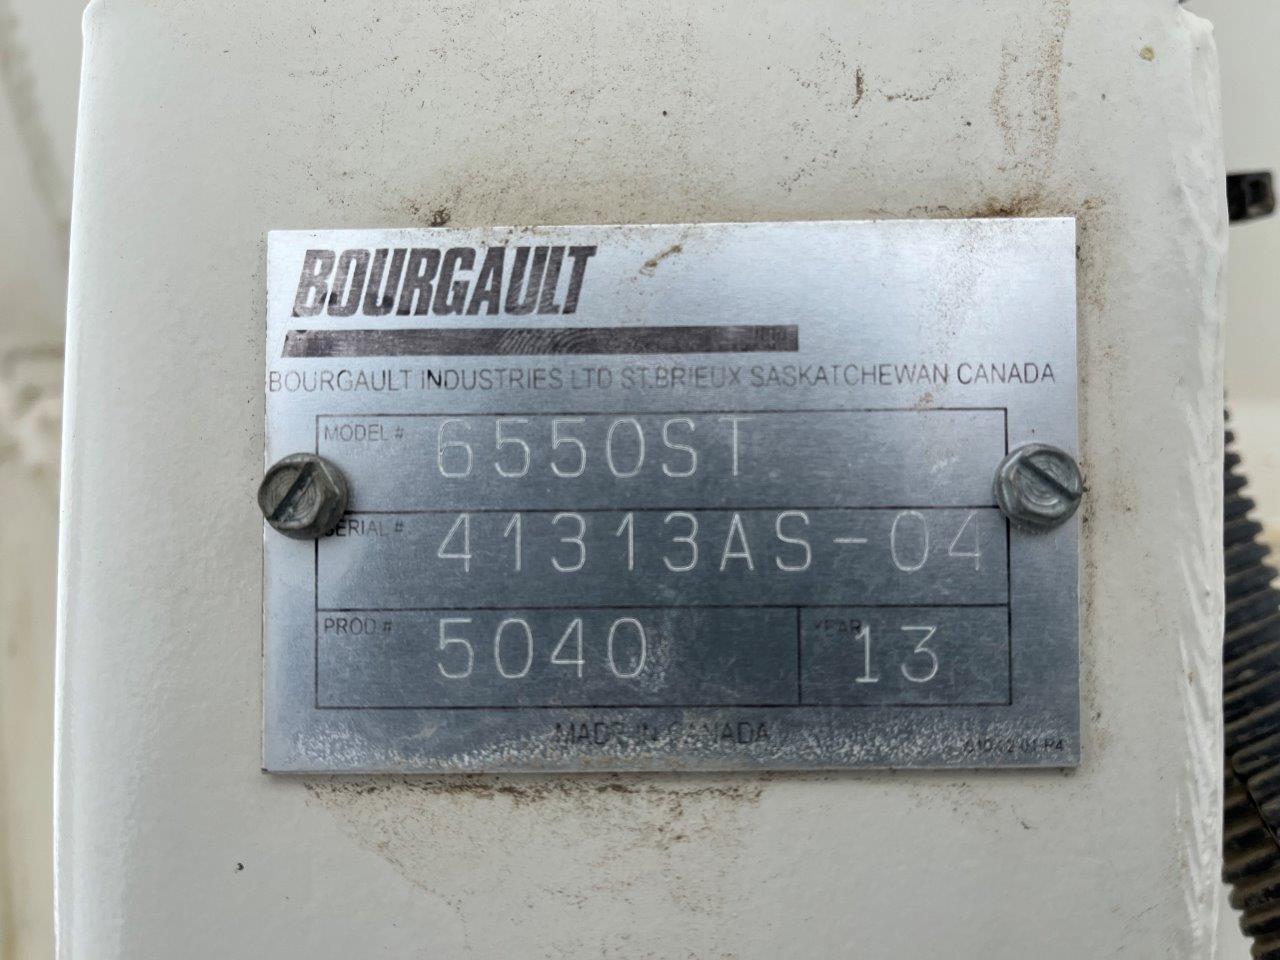 BOURGAULT
BOURGAULT INDUSTRIES LTD ST.BRIEUX SASKATCHEWAN CANADA
MODEL # 6550ST
SERIAL # 41313AS-04
PROD.# 5040 YEAR 13
MADE IN CANADA